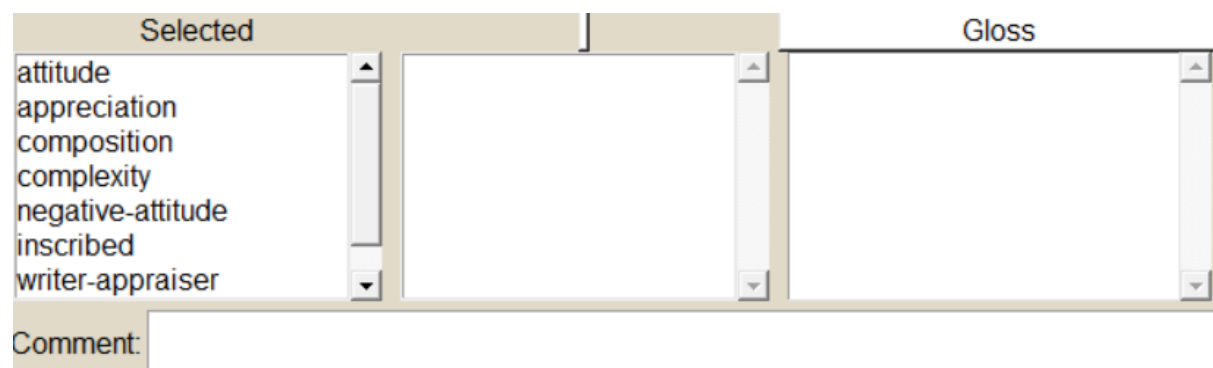 Selected
Gloss
attitude
appreciation
composition
complexity
negative-attitude
inscribed
writer-appraiser
Comment: